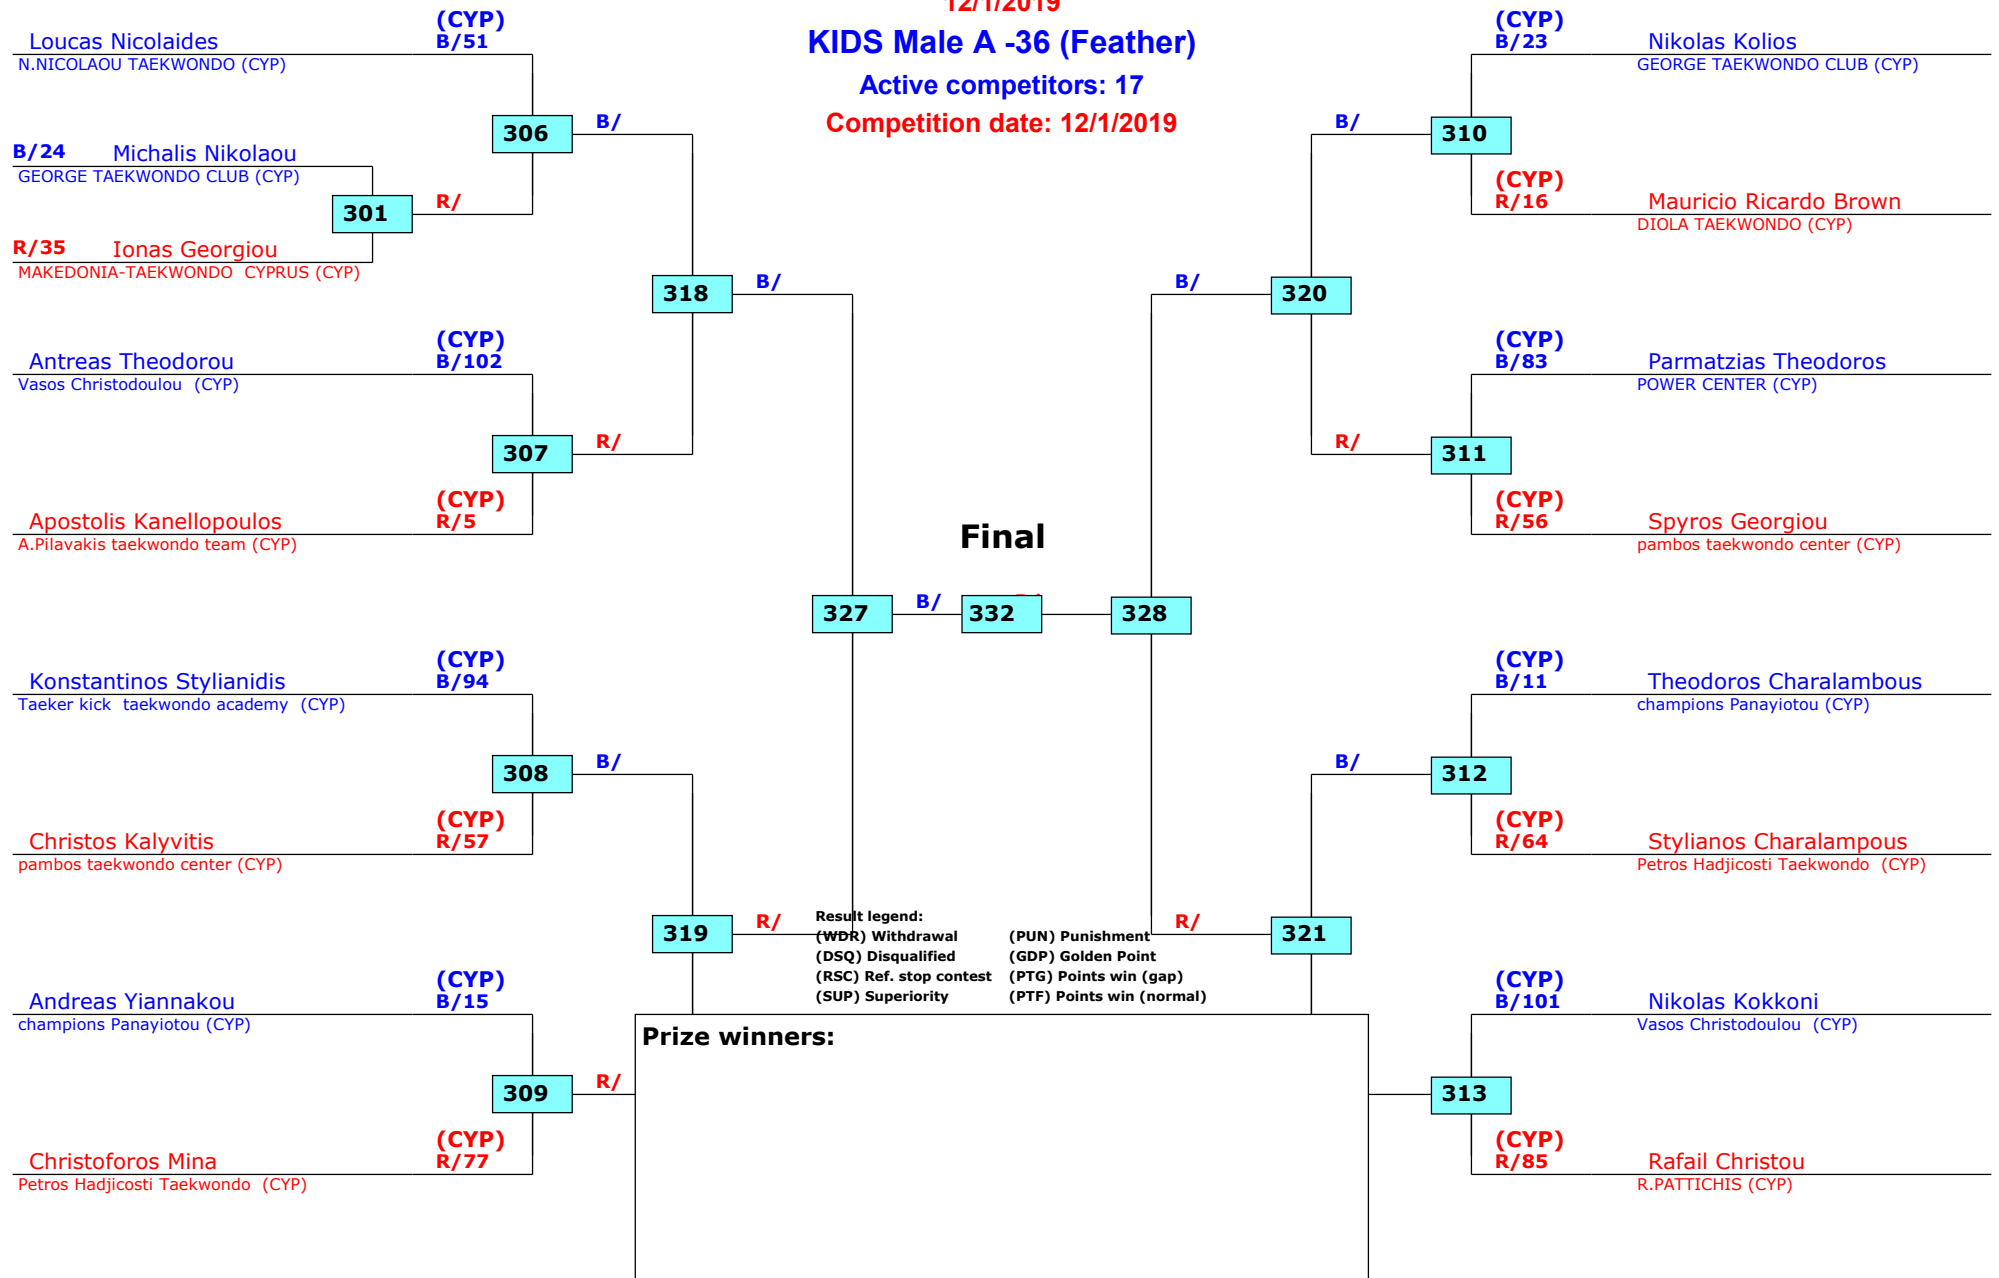 12/1/2019
KIDS Male A -36 (Feather)
Active competitors: 17
Competition date: 12/1/2019
(CYP)
Loucas Nicolaides B/51
N.NICOLAOU TAEKWONDO (CYP)
306
B/
B/24 Michalis Nikolaou
GEORGE TAEKWONDO CLUB (CYP)
301
R/
R/35 Ionas Georgiou
MAKEDONIA-TAEKWONDO CYPRUS (CYP)
318
B/
(CYP)
Antreas Theodorou B/102
Vasos Christodoulou (CYP)
307
R/
(CYP)
Apostolis Kanellopoulos R/5
A.Pilavakis taekwondo team (CYP)
Final
327
B/
332
328
(CYP)
Konstantinos Stylianidis B/94
Taeker kick taekwondo academy (CYP)
308
B/
(CYP)
Christos Kalyvitis R/57
pambos taekwondo center (CYP)
319
R/
(CYP)
Andreas Yiannakou B/15
champions Panayiotou (CYP)
309
R/
(CYP)
Christoforos Mina R/77
Petros Hadjicosti Taekwondo (CYP)
(CYP)
B/23 Nikolas Kolios
GEORGE TAEKWONDO CLUB (CYP)
B/
310
(CYP)
R/16 Mauricio Ricardo Brown
DIOLA TAEKWONDO (CYP)
B/
320
(CYP)
B/83 Parmatzias Theodoros
POWER CENTER (CYP)
R/
311
(CYP)
R/56 Spyros Georgiou
pambos taekwondo center (CYP)
(CYP)
B/11 Theodoros Charalambous
champions Panayiotou (CYP)
B/
312
(CYP)
R/64 Stylianos Charalampous
Petros Hadjicosti Taekwondo (CYP)
R/
321
(CYP)
B/101 Nikolas Kokkoni
Vasos Christodoulou (CYP)
313
(CYP)
R/85 Rafail Christou
R.PATTICHIS (CYP)
Result legend:
(WDR) Withdrawal (PUN) Punishment
(DSQ) Disqualified (GDP) Golden Point
(RSC) Ref. stop contest (PTG) Points win (gap)
(SUP) Superiority (PTF) Points win (normal)
Prize winners: